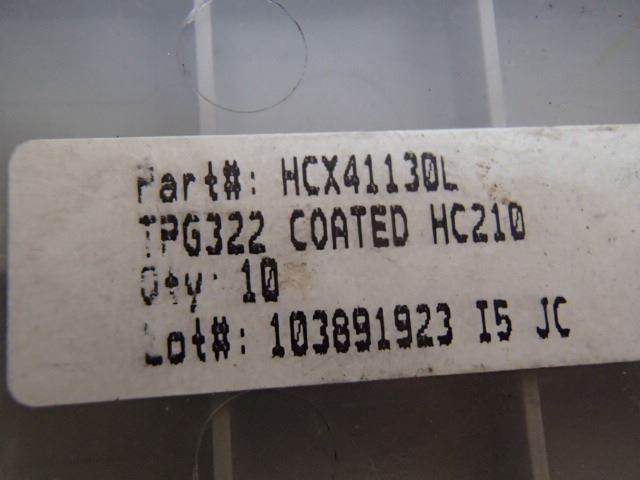 Part#: HCX41130L
TPG322 COATED HC210
Qty: 10
Lot#: 103891923 I5 JC